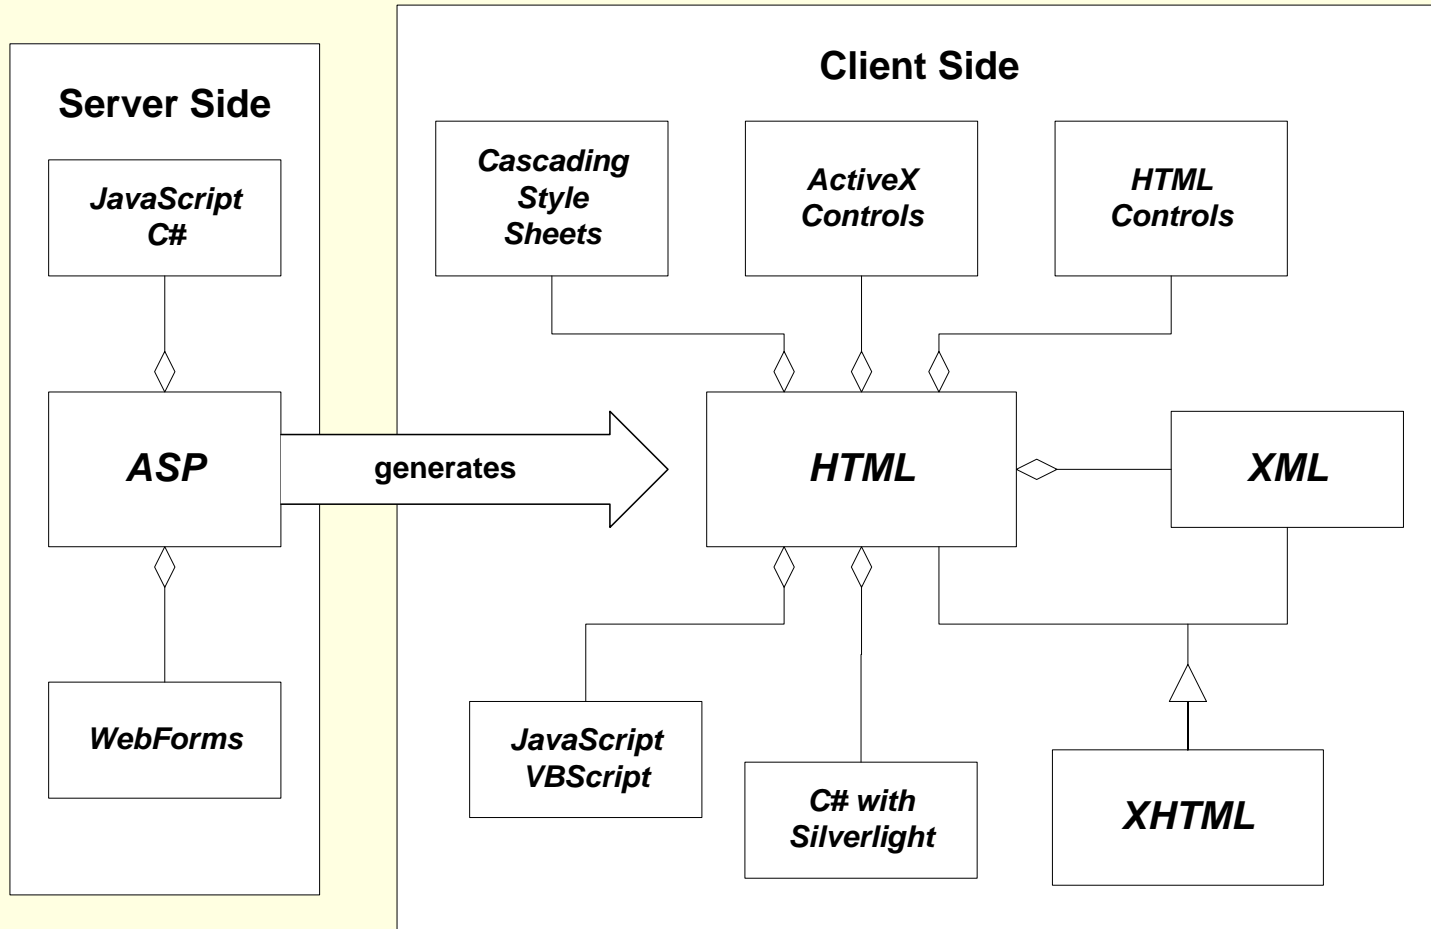 Server Side
JavaScript
C#
ASP
WebForms
generates
Client Side
Cascading
Style
Sheets
ActiveX
Controls
HTML
Controls
HTML
XML
JavaScript
VBScript
C# with
Silverlight
XHTML